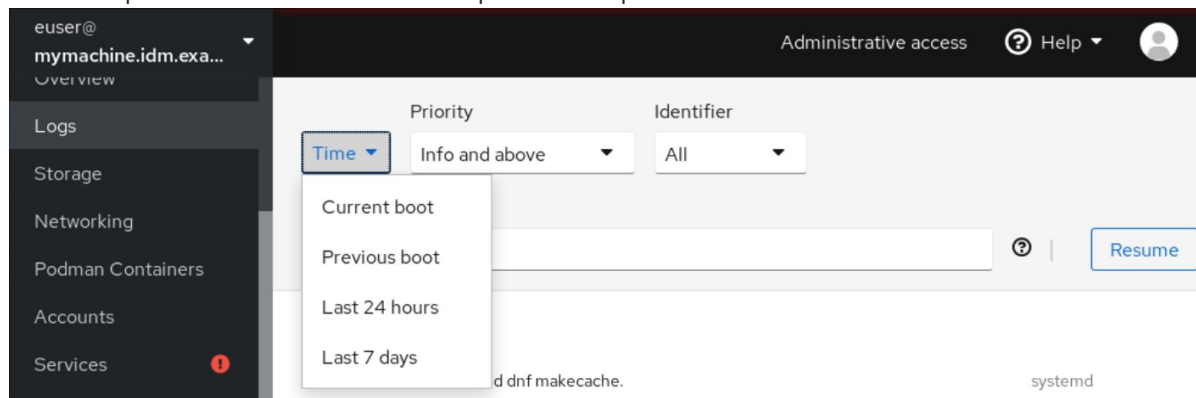 euser@
mymachine.idm.exa...
Administrative access
Help
Overview
Logs
Storage
Networking
Podman Containers
Accounts
Services
Priority
Identifier
Time
Info and above
All
Current boot
Previous boot
Last 24 hours
Last 7 days
Resume
d dnf makecache.
systemd